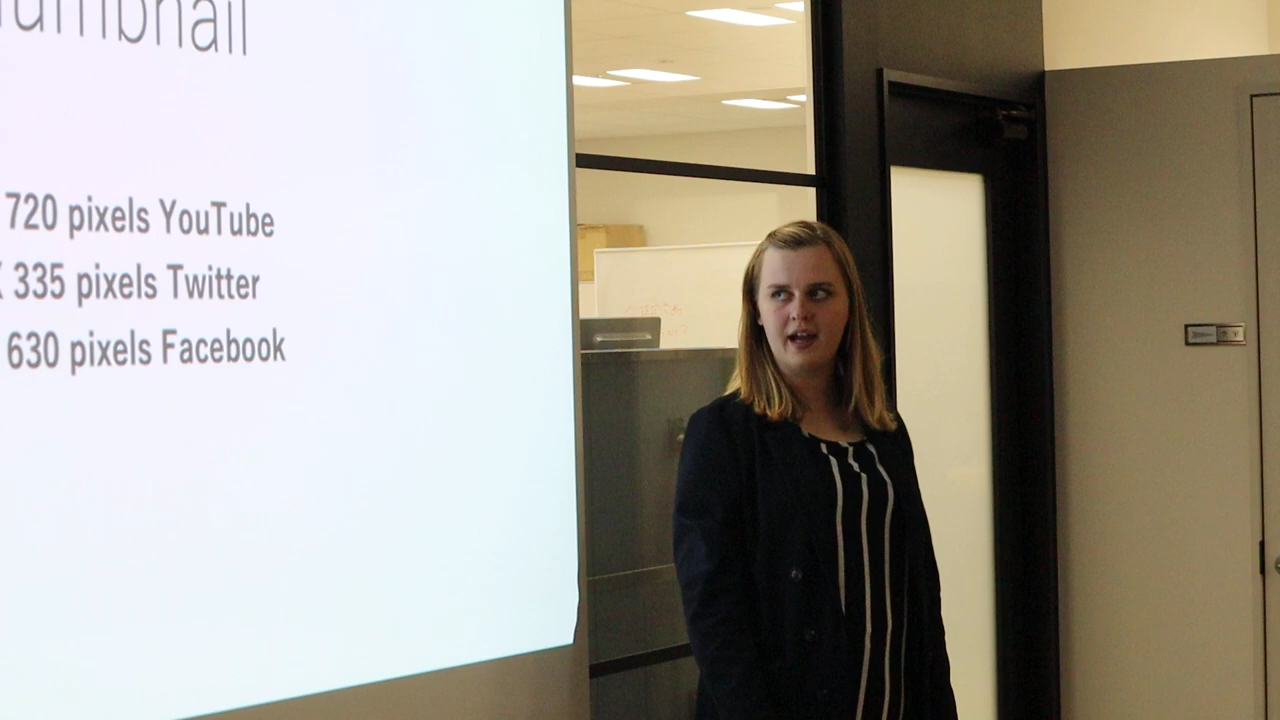 umbnail
720 pixels YouTube
X 335 pixels Twitter
630 pixels Facebook